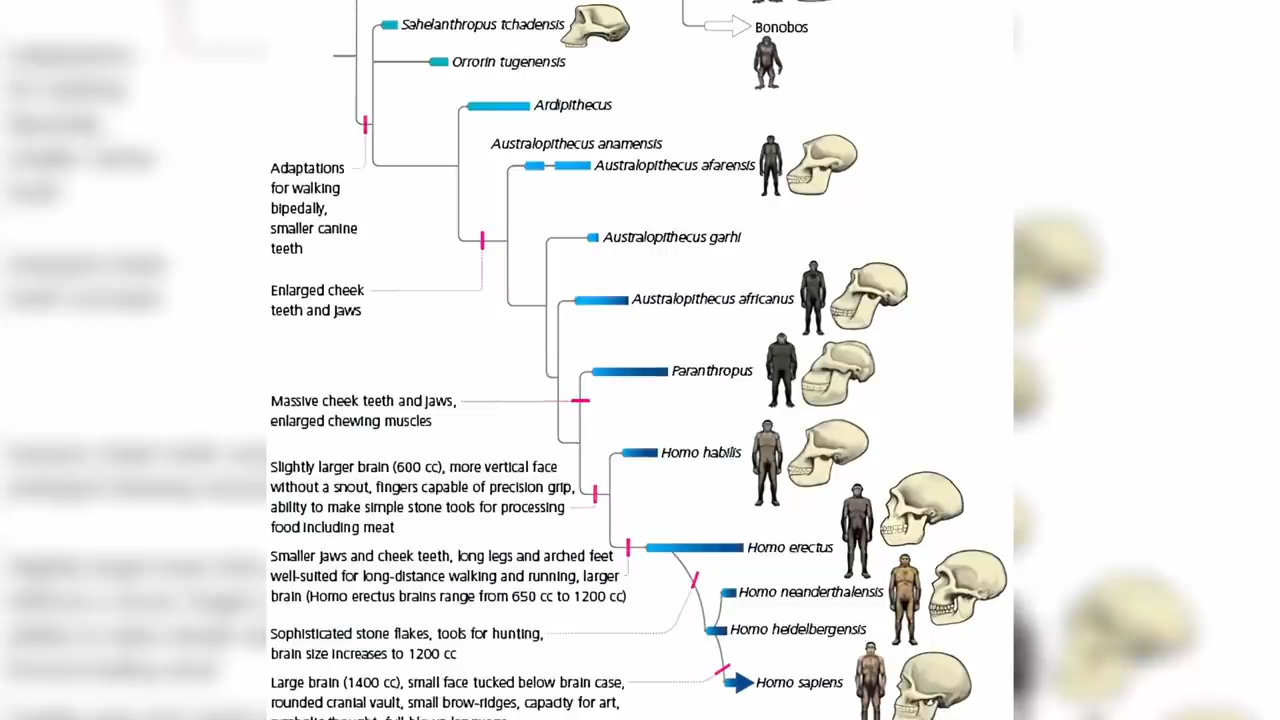 Sahelanthropus tchadensis
Bonobos
Orrorin tugenensis
Ardipithecus
Australopithecus anamensis
Australopithecus afarensis
Adaptations
for walking
bipedally,
smaller canine
teeth
Australopithecus garhi
Enlarged cheek
teeth and jaws
Australopithecus africanus
Paranthropus
Massive cheek teeth and jaws,
enlarged chewing muscles
Homo habilis
Slightly larger brain (600 cc), more vertical face
without a snout, fingers capable of precision grip,
ability to make simple stone tools for processing
food including meat
Homo erectus
Smaller jaws and cheek teeth, long legs and arched feet
well-suited for long-distance walking and running, larger
brain (Homo erectus brains range from 650 cc to 1200 cc)
Homo neanderthalensis
Homo heidelbergensis
Sophisticated stone flakes, tools for hunting,
brain size increases to 1200 cc
Homo sapiens
Large brain (1400 cc), small face tucked below brain case,
rounded cranial vault, small brow-ridges, capacity for art,